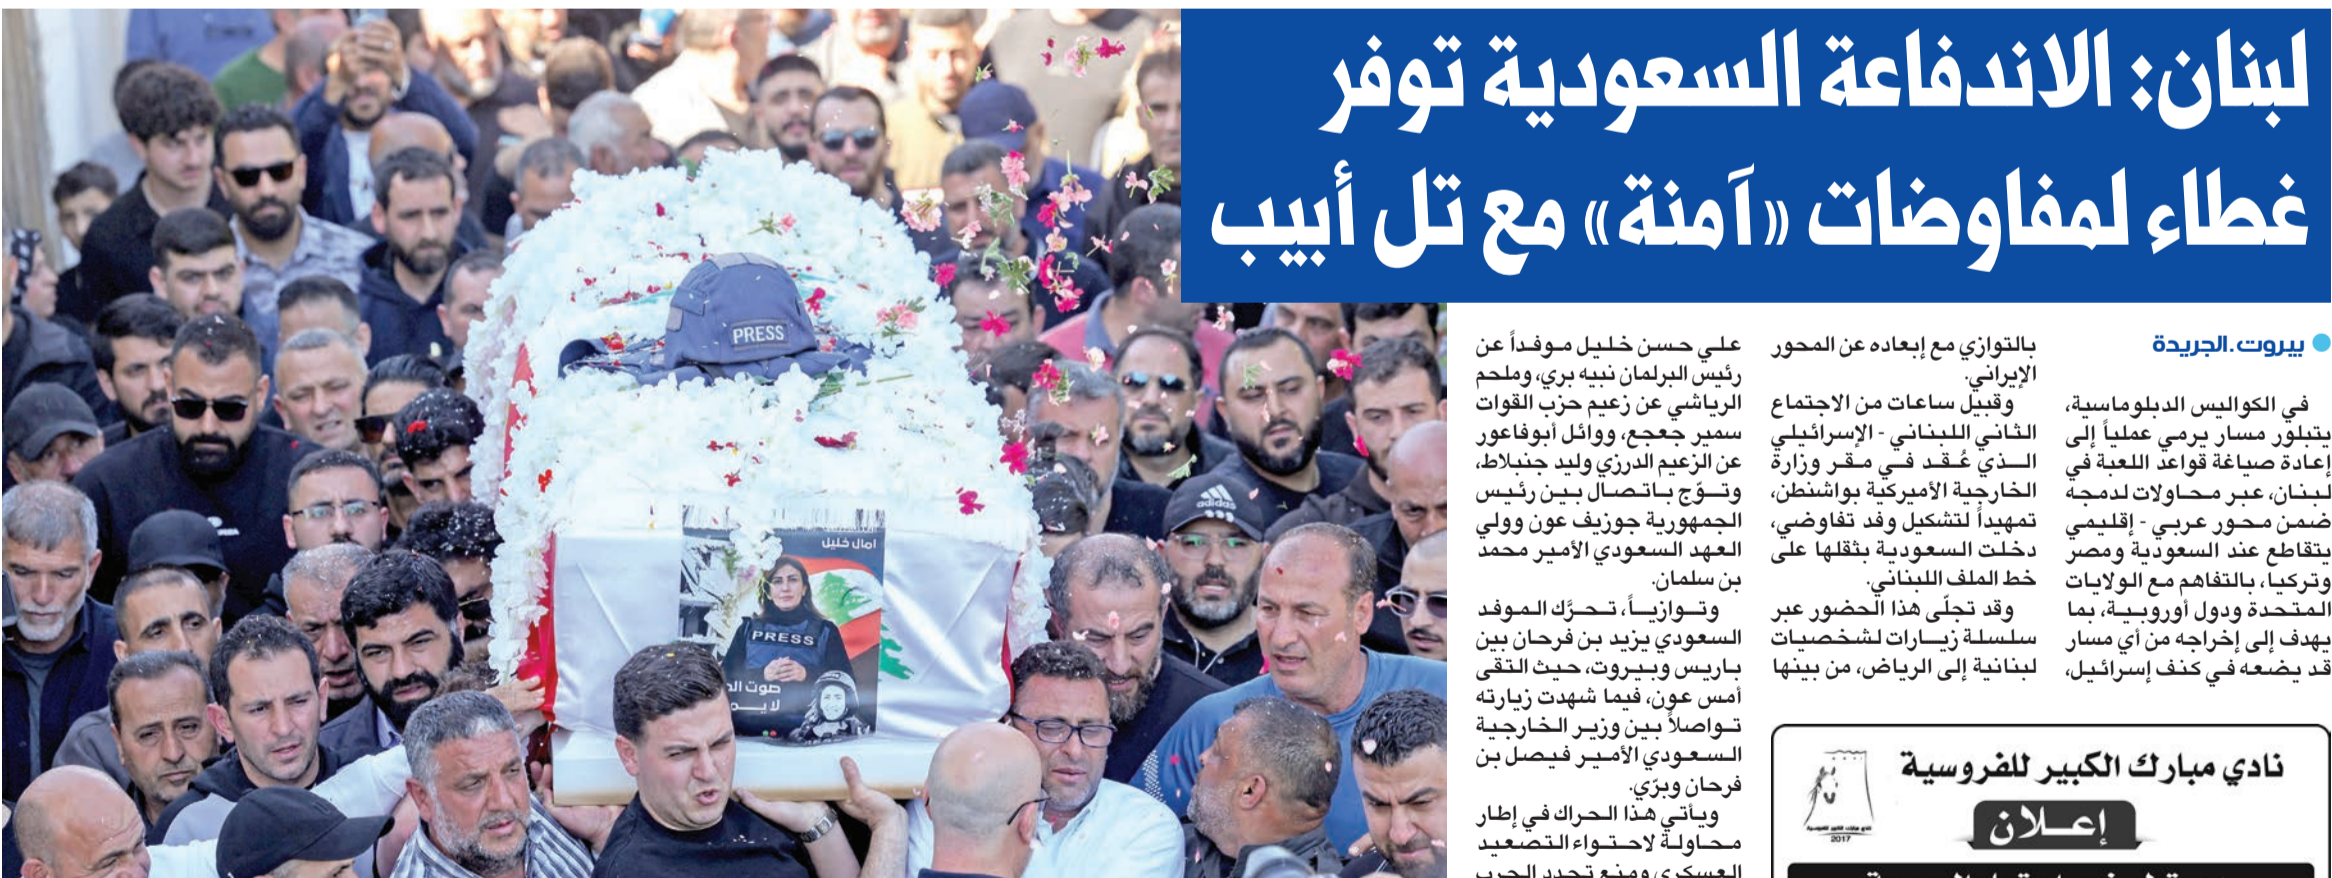 لبنان: الاندفاعة السعودية توفر
غطاء لمفاوضات «آمنة» مع تل أبيب
بيروت.الجريدة
في الكواليس الدبلوماسية،
يتبلور مسار يرمي عملياً إلى
إعادة صياغة قواعد اللعبة في
لبنان، عبر محاولات لدمجه
ضمن محور عربي - إقليمي
يتقاطع عند السعودية ومصر
وتركيا، بالتفاهم مع الولايات
المتحدة ودول أوروبية، بما
يهدف إلى إخراجه من أي مسار
قد يضعه في كنف إسرائيل،
بالتوازي مع إبعاده عن المحور
الإيراني.
وقبيل ساعات من الاجتماع
الثاني اللبناني - الإسرائيلي
الذي عُقد في مقر وزارة
الخارجية الأميركية بواشنطن،
تمهيداً لتشكيل وفد تفاوضي،
دخلت السعودية بثقلها على
خط الملف اللبناني.
وقد تجلّى هذا الحضور عبر
سلسلة زيارات لشخصيات
لبنانية إلى الرياض، من بينها
علي حسن خليل موفداً عن
رئيس البرلمان نبيه بري، وملحم
الرياشي عن زعيم حزب القوات
سمير جعجع، ووائل أبوفاعور
عن الزعيم الدرزي وليد جنبلاط،
وتوّج باتصال بين رئيس
الجمهورية جوزيف عون وولي
العهد السعودي الأمير محمد
بن سلمان.
وتوازياً، تحرَّك الموفد
السعودي يزيد بن فرحان بين
باريس وبيروت، حيث التقى
أمس عون، فيما شهدت زيارته
تواصلاً بين وزير الخارجية
السعودي الأمير فيصل بن
فرحان وبرّي.
ويأتي هذا الحراك في إطار
محاولة لاحتواء التصعيد
العسكري ومنع تجدد الحرب
نادي مبارك الكبير للفروسية
إعلان
2017
PRESS
امال خليل
PRESS
صوت
لا
adidas